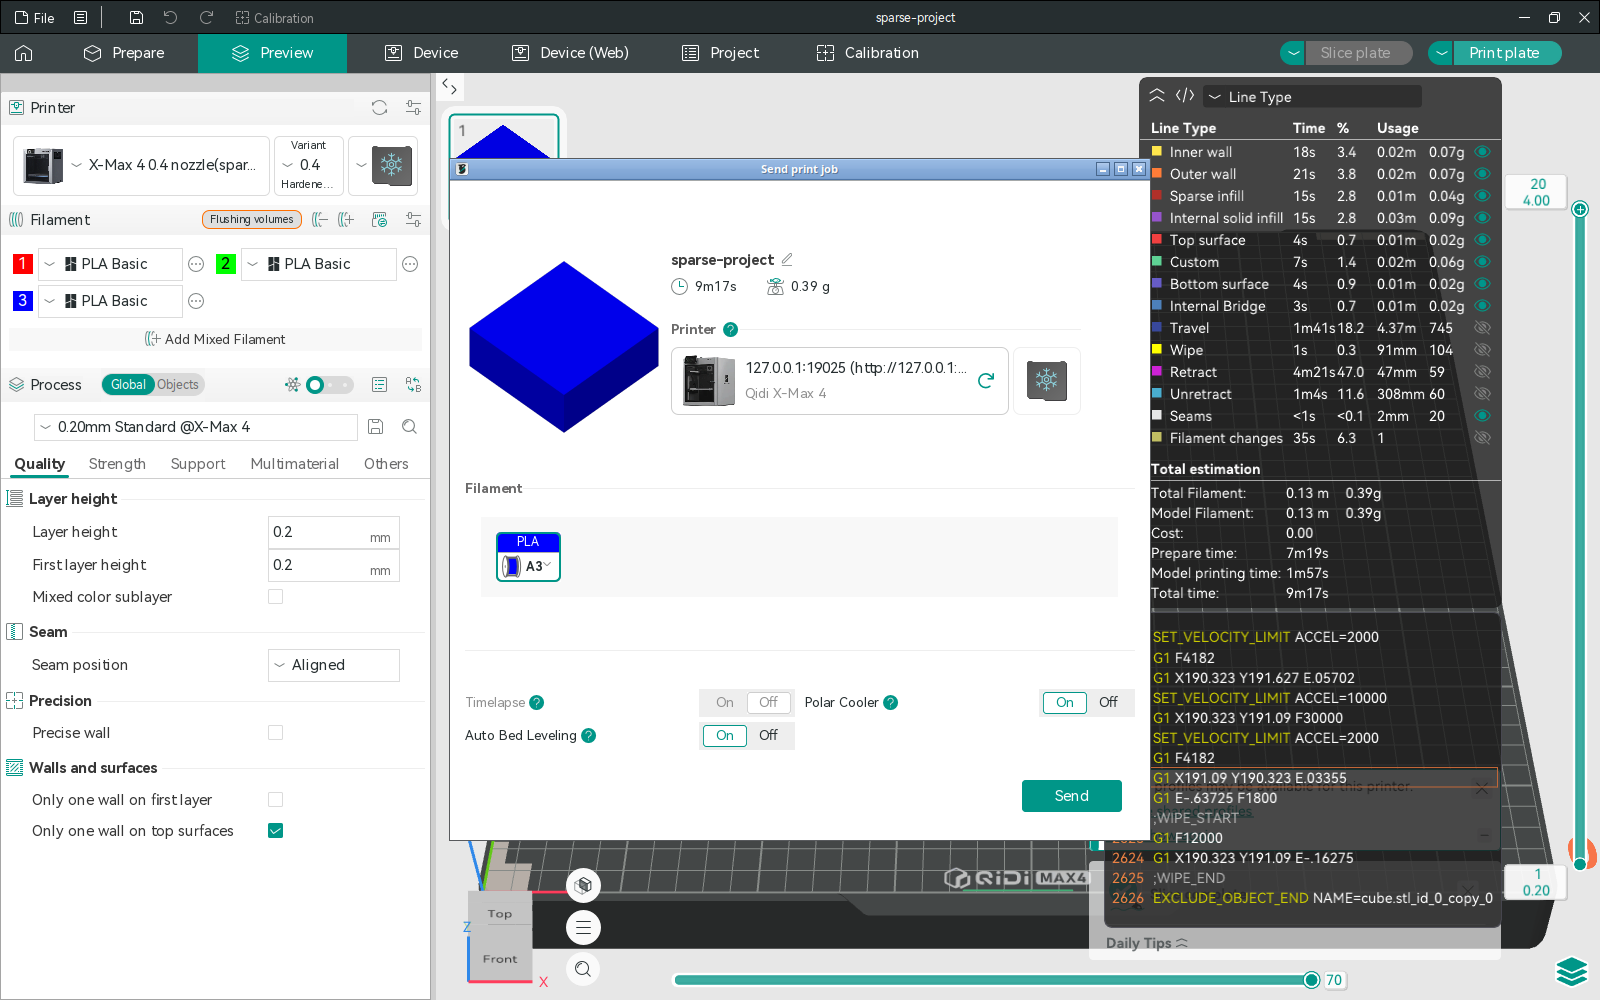 File
Calibration
sparse-project
Prepare
Preview
Device
Device (Web)
Project
Calibration
Slice plate
Print plate
Printer
X-Max 4 0.4 nozzle(spar...
Variant
0.4
Hardene...
Filament
Flushing volumes
1 PLA Basic
2 PLA Basic
3 PLA Basic
Add Mixed Filament
Process
Global
Objects
0.20mm Standard @X-Max 4
Quality
Strength
Support
Multimaterial
Others
Layer height
Layer height 0.2 mm
First layer height 0.2 mm
Mixed color sublayer
Seam
Seam position Aligned
Precision
Precise wall
Walls and surfaces
Only one wall on first layer
Only one wall on top surfaces
1
Send print job
sparse-project
9m17s 0.39 g
Printer ?
127.0.0.1:19025 (http://127.0.0.1:...
Qidi X-Max 4
Filament
PLA
A3
Timelapse ? On Off
Polar Cooler ? On Off
Auto Bed Leveling ? On Off
Send
Line Type
Line Type Time % Usage
Inner wall 18s 3.4 0.02m 0.07g
Outer wall 21s 3.8 0.02m 0.07g
Sparse infill 15s 2.8 0.01m 0.04g
Internal solid infill 15s 2.8 0.03m 0.09g
Top surface 4s 0.7 0.01m 0.02g
Custom 7s 1.4 0.02m 0.06g
Bottom surface 4s 0.9 0.01m 0.02g
Internal Bridge 3s 0.7 0.01m 0.02g
Travel 1m41s 18.2 4.37m 745
Wipe 1s 0.3 91mm 104
Retract 4m21s 47.0 47mm 59
Unretract 1m4s 11.6 308mm 60
Seams <1s <0.1 2mm 20
Filament changes 35s 6.3 1
Total estimation
Total Filament: 0.13 m 0.39g
Model Filament: 0.13 m 0.39g
Cost: 0.00
Prepare time: 7m19s
Model printing time: 1m57s
Total time: 9m17s
SET_VELOCITY_LIMIT ACCEL=2000
G1 F4182
G1 X190.323 Y191.627 E.05702
SET_VELOCITY_LIMIT ACCEL=10000
G1 X190.323 Y191.09 F30000
SET_VELOCITY_LIMIT ACCEL=2000
G1 F4182
G1 X191.09 Y190.323 E.03355
profiles may be available for this printer.
G1 E-.63725 F1800
shared profiles
;WIPE_START
G1 F12000
2624 G1 X190.323 Y191.09 E-.16275
2625 ;WIPE_END
2626 EXCLUDE_OBJECT_END NAME=cube.stl_id_0_copy_0
Daily Tips
20
4.00
1
0.20
QIDI MAX4
Top
Front
Z
X
70